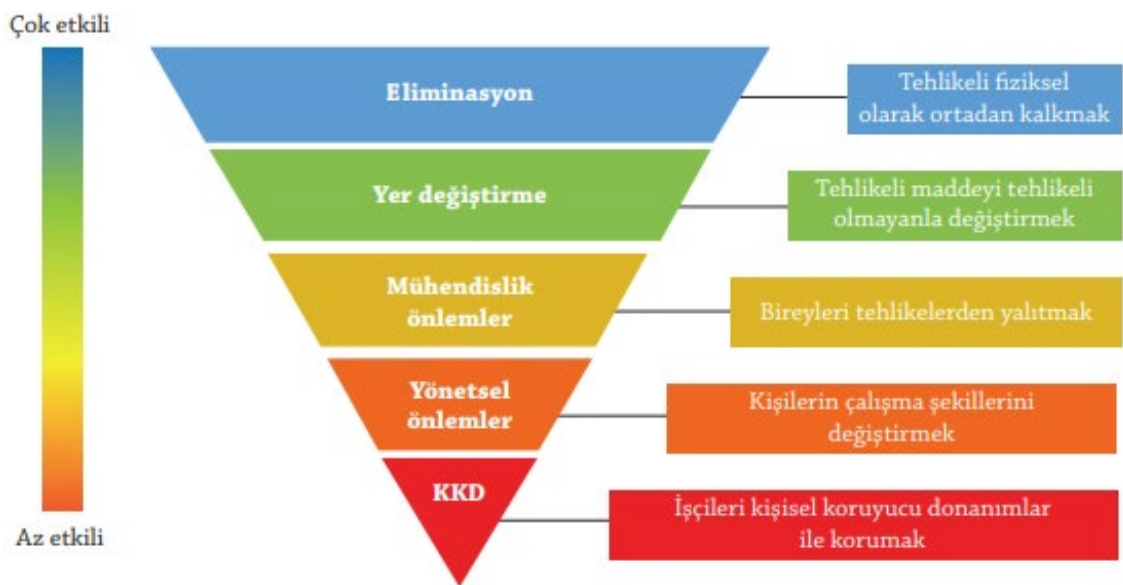 Çok etkili
Eliminasyon
Tehlikeli fiziksel
olarak ortadan kalkmak
Yer değiştirme
Tehlikeli maddeyi tehlikeli
olmayanla değiştirmek
Mühendislik
önlemler
Bireyleri tehlikelerden yalıtmak
Yönetsel
önlemler
Kişilerin çalışma şekillerini
değiştirmek
KKD
İşçileri kişisel koruyucu donanımlar
ile korumak
Az etkili